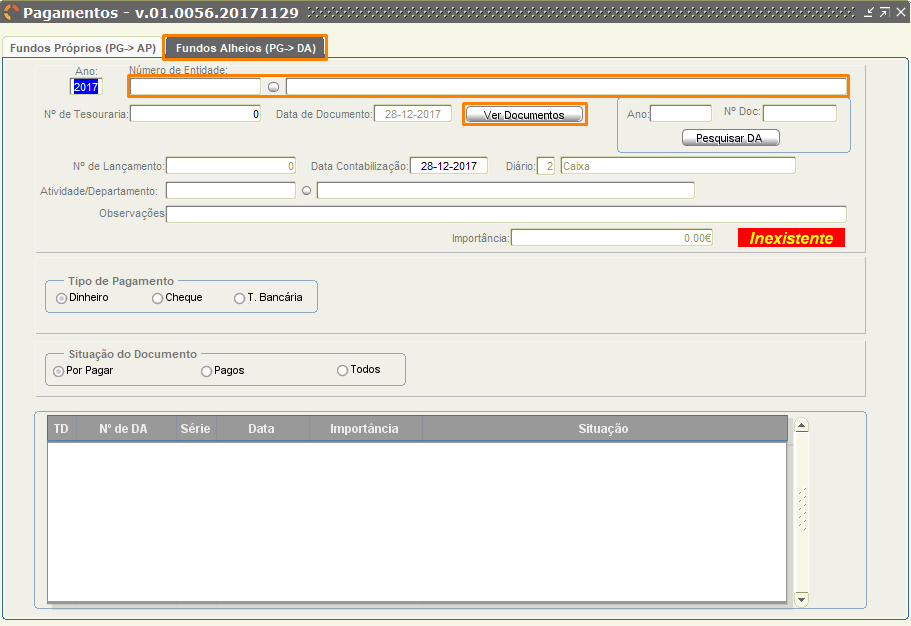 Pagamentos - v.01.0056.20171129
Fundos Próprios (PG-> AP) Fundos Alheios (PG-> DA)
Ano: Número de Entidade:
2017
Nº de Tesouraria: 0 Data de Documento: 28-12-2017 Ver Documentos Ano: Nº Doc:
Pesquisar DA
Nº de Lançamento: 0 Data Contabilização: 28-12-2017 Diário: 2 Caixa
Atividade/Departamento:
Observações
Importância: 0.00€ Inexistente
Tipo de Pagamento
Dinheiro Cheque T. Bancária
Situação do Documento
Por Pagar Pagos Todos
TD Nº de DA Série Data Importância Situação